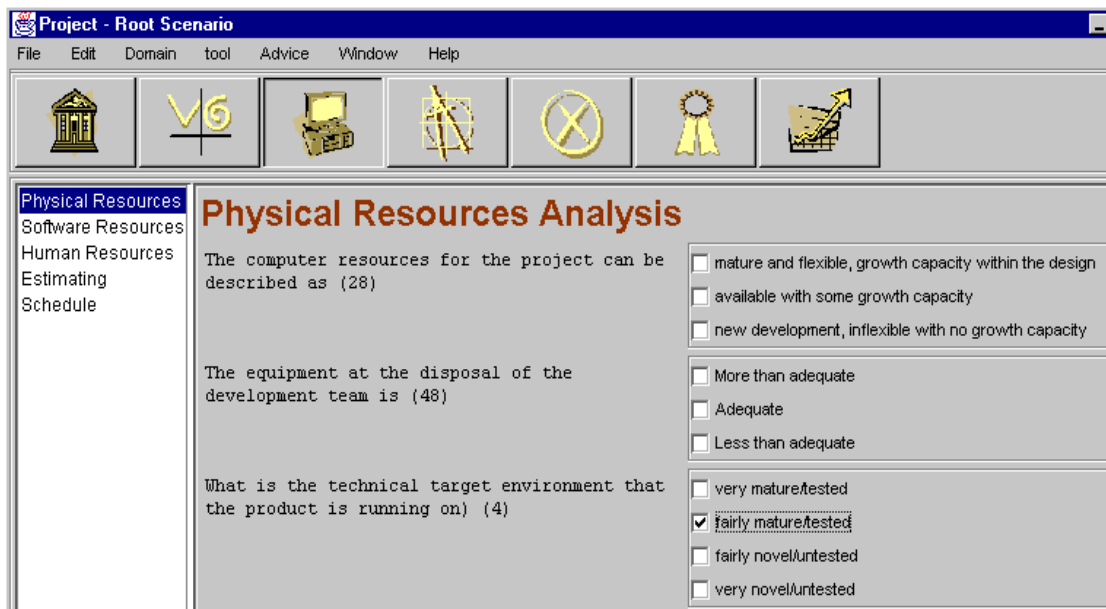 Project - Root Scenario
File Edit Domain tool Advice Window Help
Physical Resources
Software Resources
Human Resources
Estimating
Schedule
Physical Resources Analysis
The computer resources for the project can be
described as (28)
mature and flexible, growth capacity within the design
available with some growth capacity
new development, inflexible with no growth capacity
The equipment at the disposal of the
development team is (48)
More than adequate
Adequate
Less than adequate
What is the technical target environment that
the product is running on) (4)
very mature/tested
fairly mature/tested
fairly novel/untested
very novel/untested